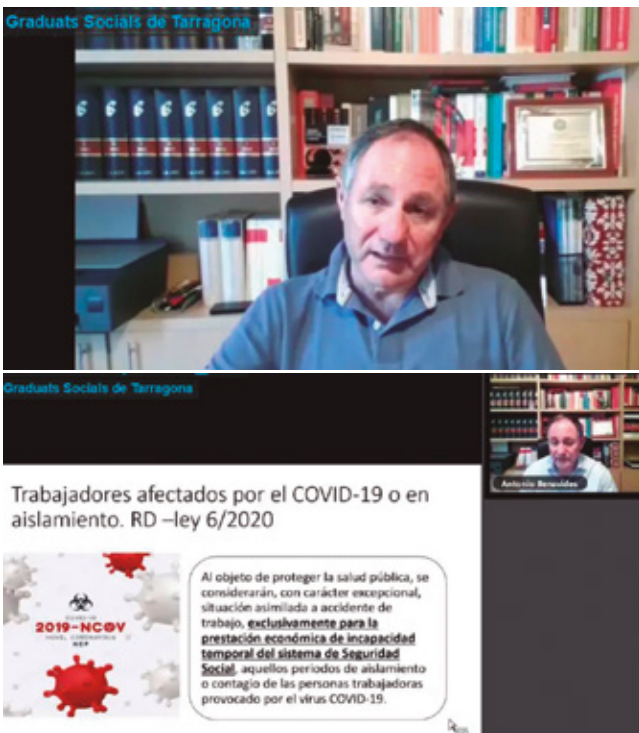 Graduats Socials de Tarragona
Graduats Socials de Tarragona
Antonio Benavides
Trabajadores afectados por el COVID-19 o en
aislamiento. RD –ley 6/2020
2019-NCOV
NOVEL CORONAVIRUS
NCP
Al objeto de proteger la salud pública, se
considerarán, con carácter excepcional,
situación asimilada a accidente de
trabajo, exclusivamente para la
prestación económica de incapacidad
temporal del sistema de Seguridad
Social, aquellos periodos de aislamiento
o contagio de las personas trabajadoras
provocado por el virus COVID-19.